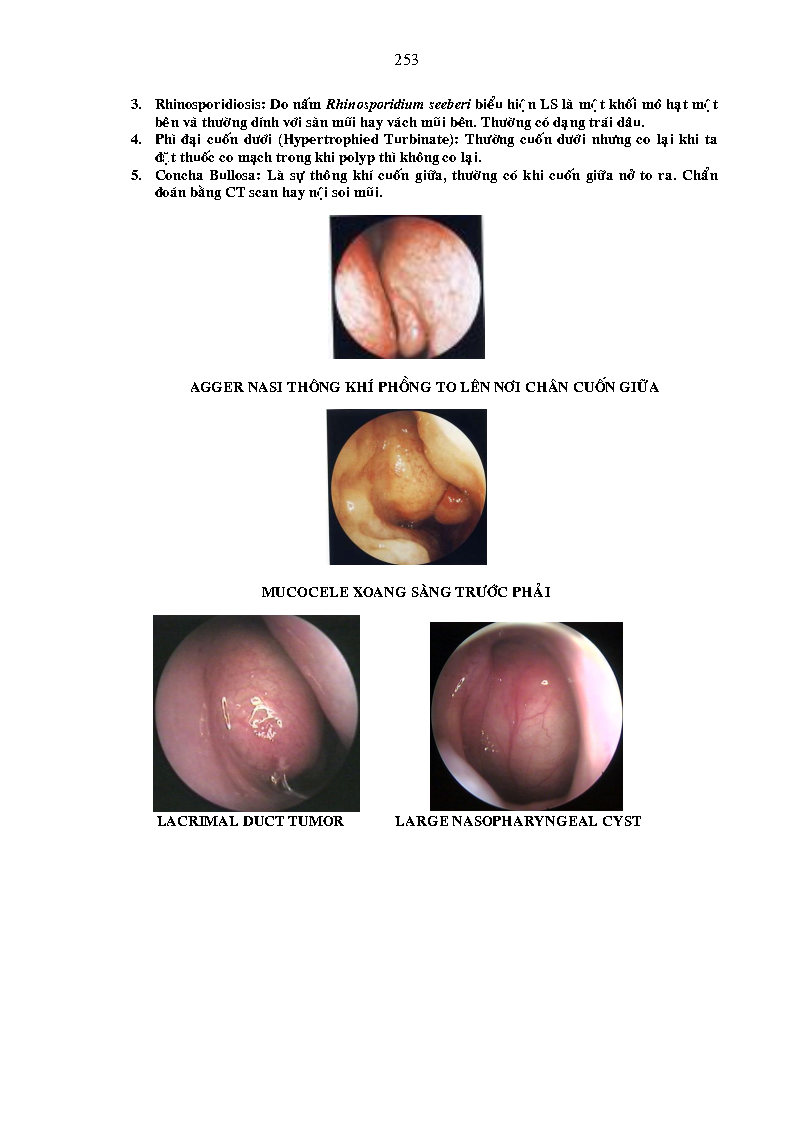 253
3. Rhinosporidiosis: Do nấm Rhinosporidium seeberi biểu hiện LS là một khối mô hạt một
bên và thường dính với sàn mũi hay vách mũi bên. Thường có dạng trái dâu.
4. Phì đại cuốn dưới (Hypertrophied Turbinate): Thường cuốn dưới nhưng co lại khi ta
đặt thuốc co mạch trong khi polyp thì không co lại.
5. Concha Bullosa: Là sự thông khí cuốn giữa, thường có khi cuốn giữa nở to ra. Chẩn
đoán bằng CT scan hay nội soi mũi.
AGGER NASI THÔNG KHÍ PHỒNG TO LÊN NƠI CHÂN CUỐN GIỮA
MUCOCELE XOANG SÀNG TRƯỚC PHẢI
LACRIMAL DUCT TUMOR LARGE NASOPHARYNGEAL CYST